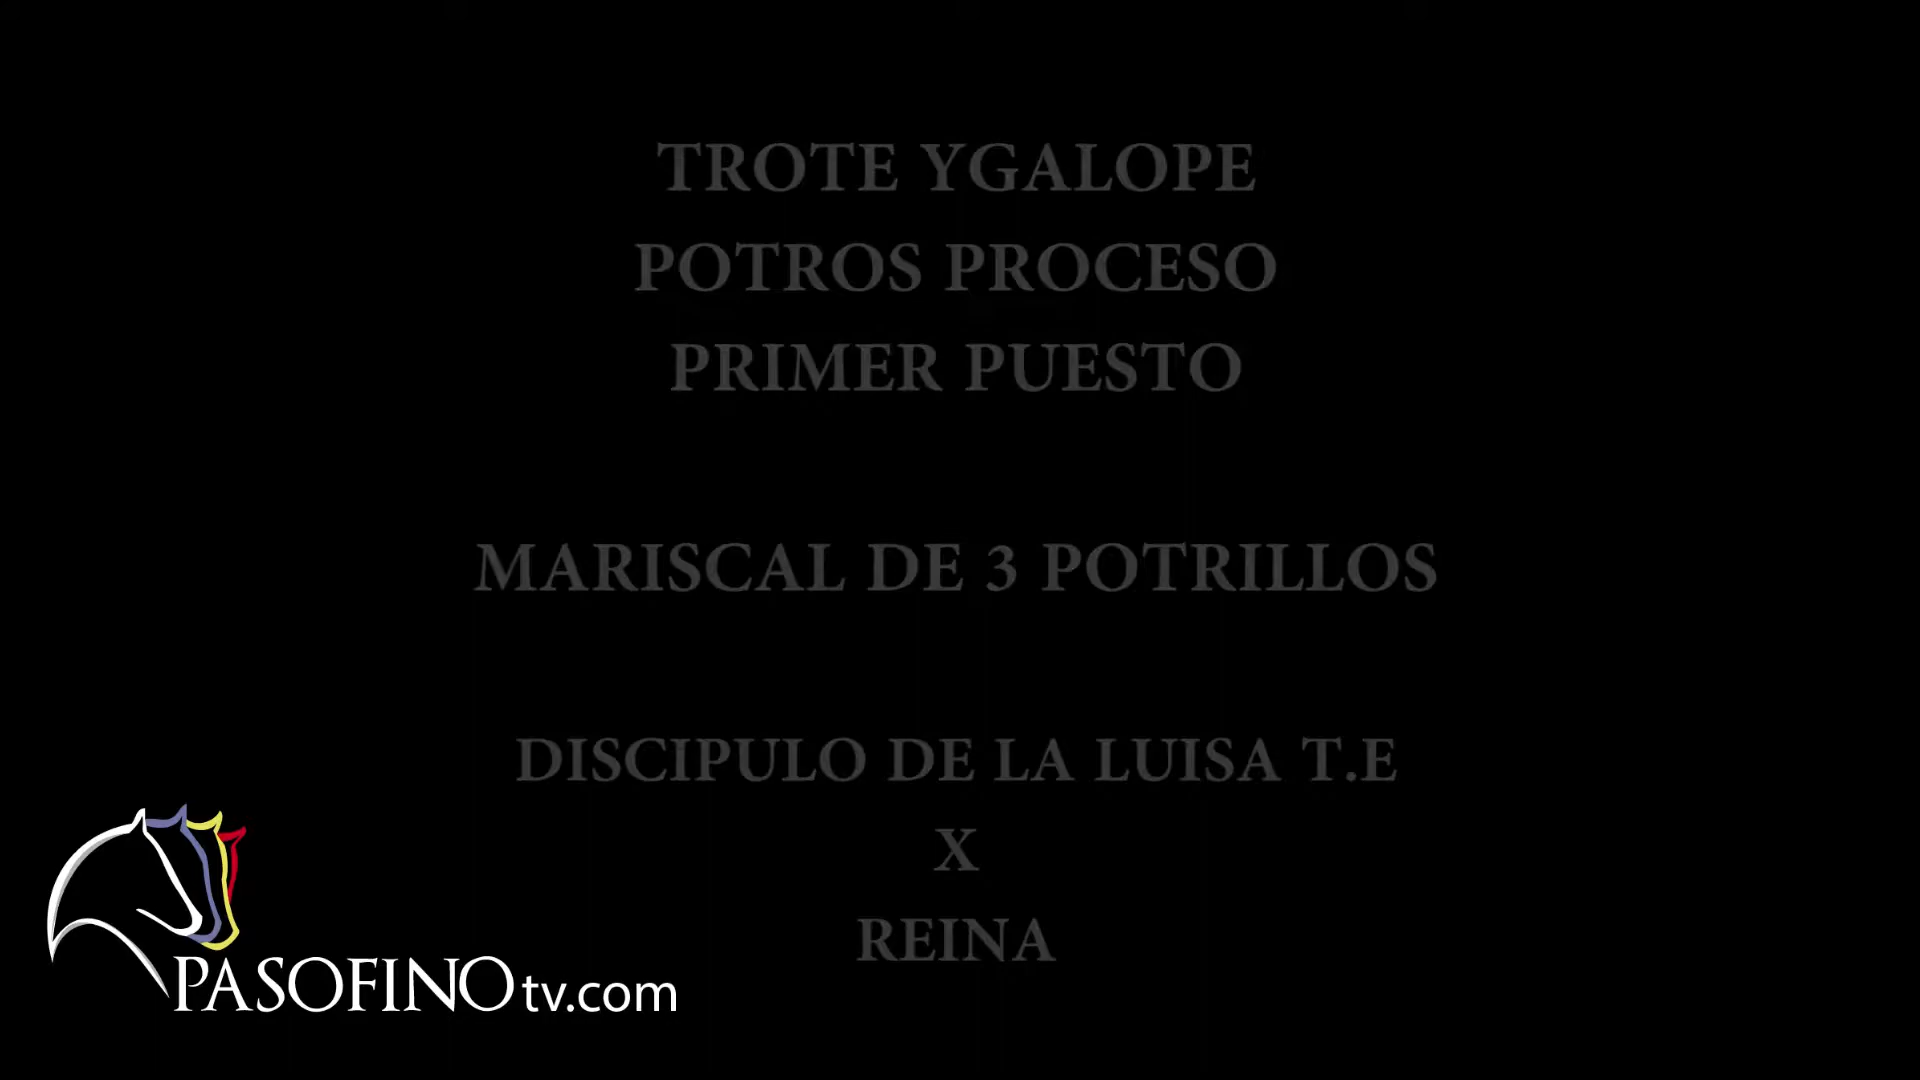 TROTE YGALOPE
POTROS PROCESO
PRIMER PUESTO
MARISCAL DE 3 POTRILLOS
DISCIPULO DE LA LUISA T.E
X
REINA
PASOFINOtv.com